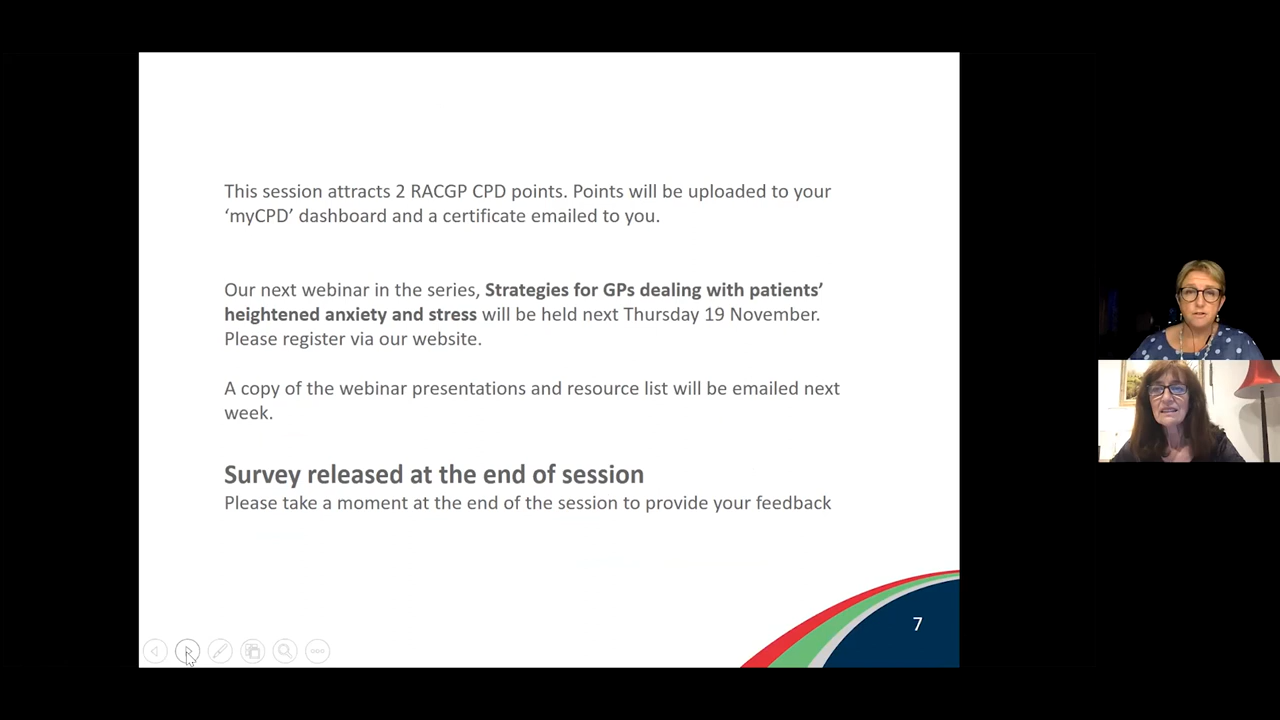 This session attracts 2 RACGP CPD points. Points will be uploaded to your
‘myCPD’ dashboard and a certificate emailed to you.
Our next webinar in the series, Strategies for GPs dealing with patients’
heightened anxiety and stress will be held next Thursday 19 November.
Please register via our website.
A copy of the webinar presentations and resource list will be emailed next
week.
Survey released at the end of session
Please take a moment at the end of the session to provide your feedback
7